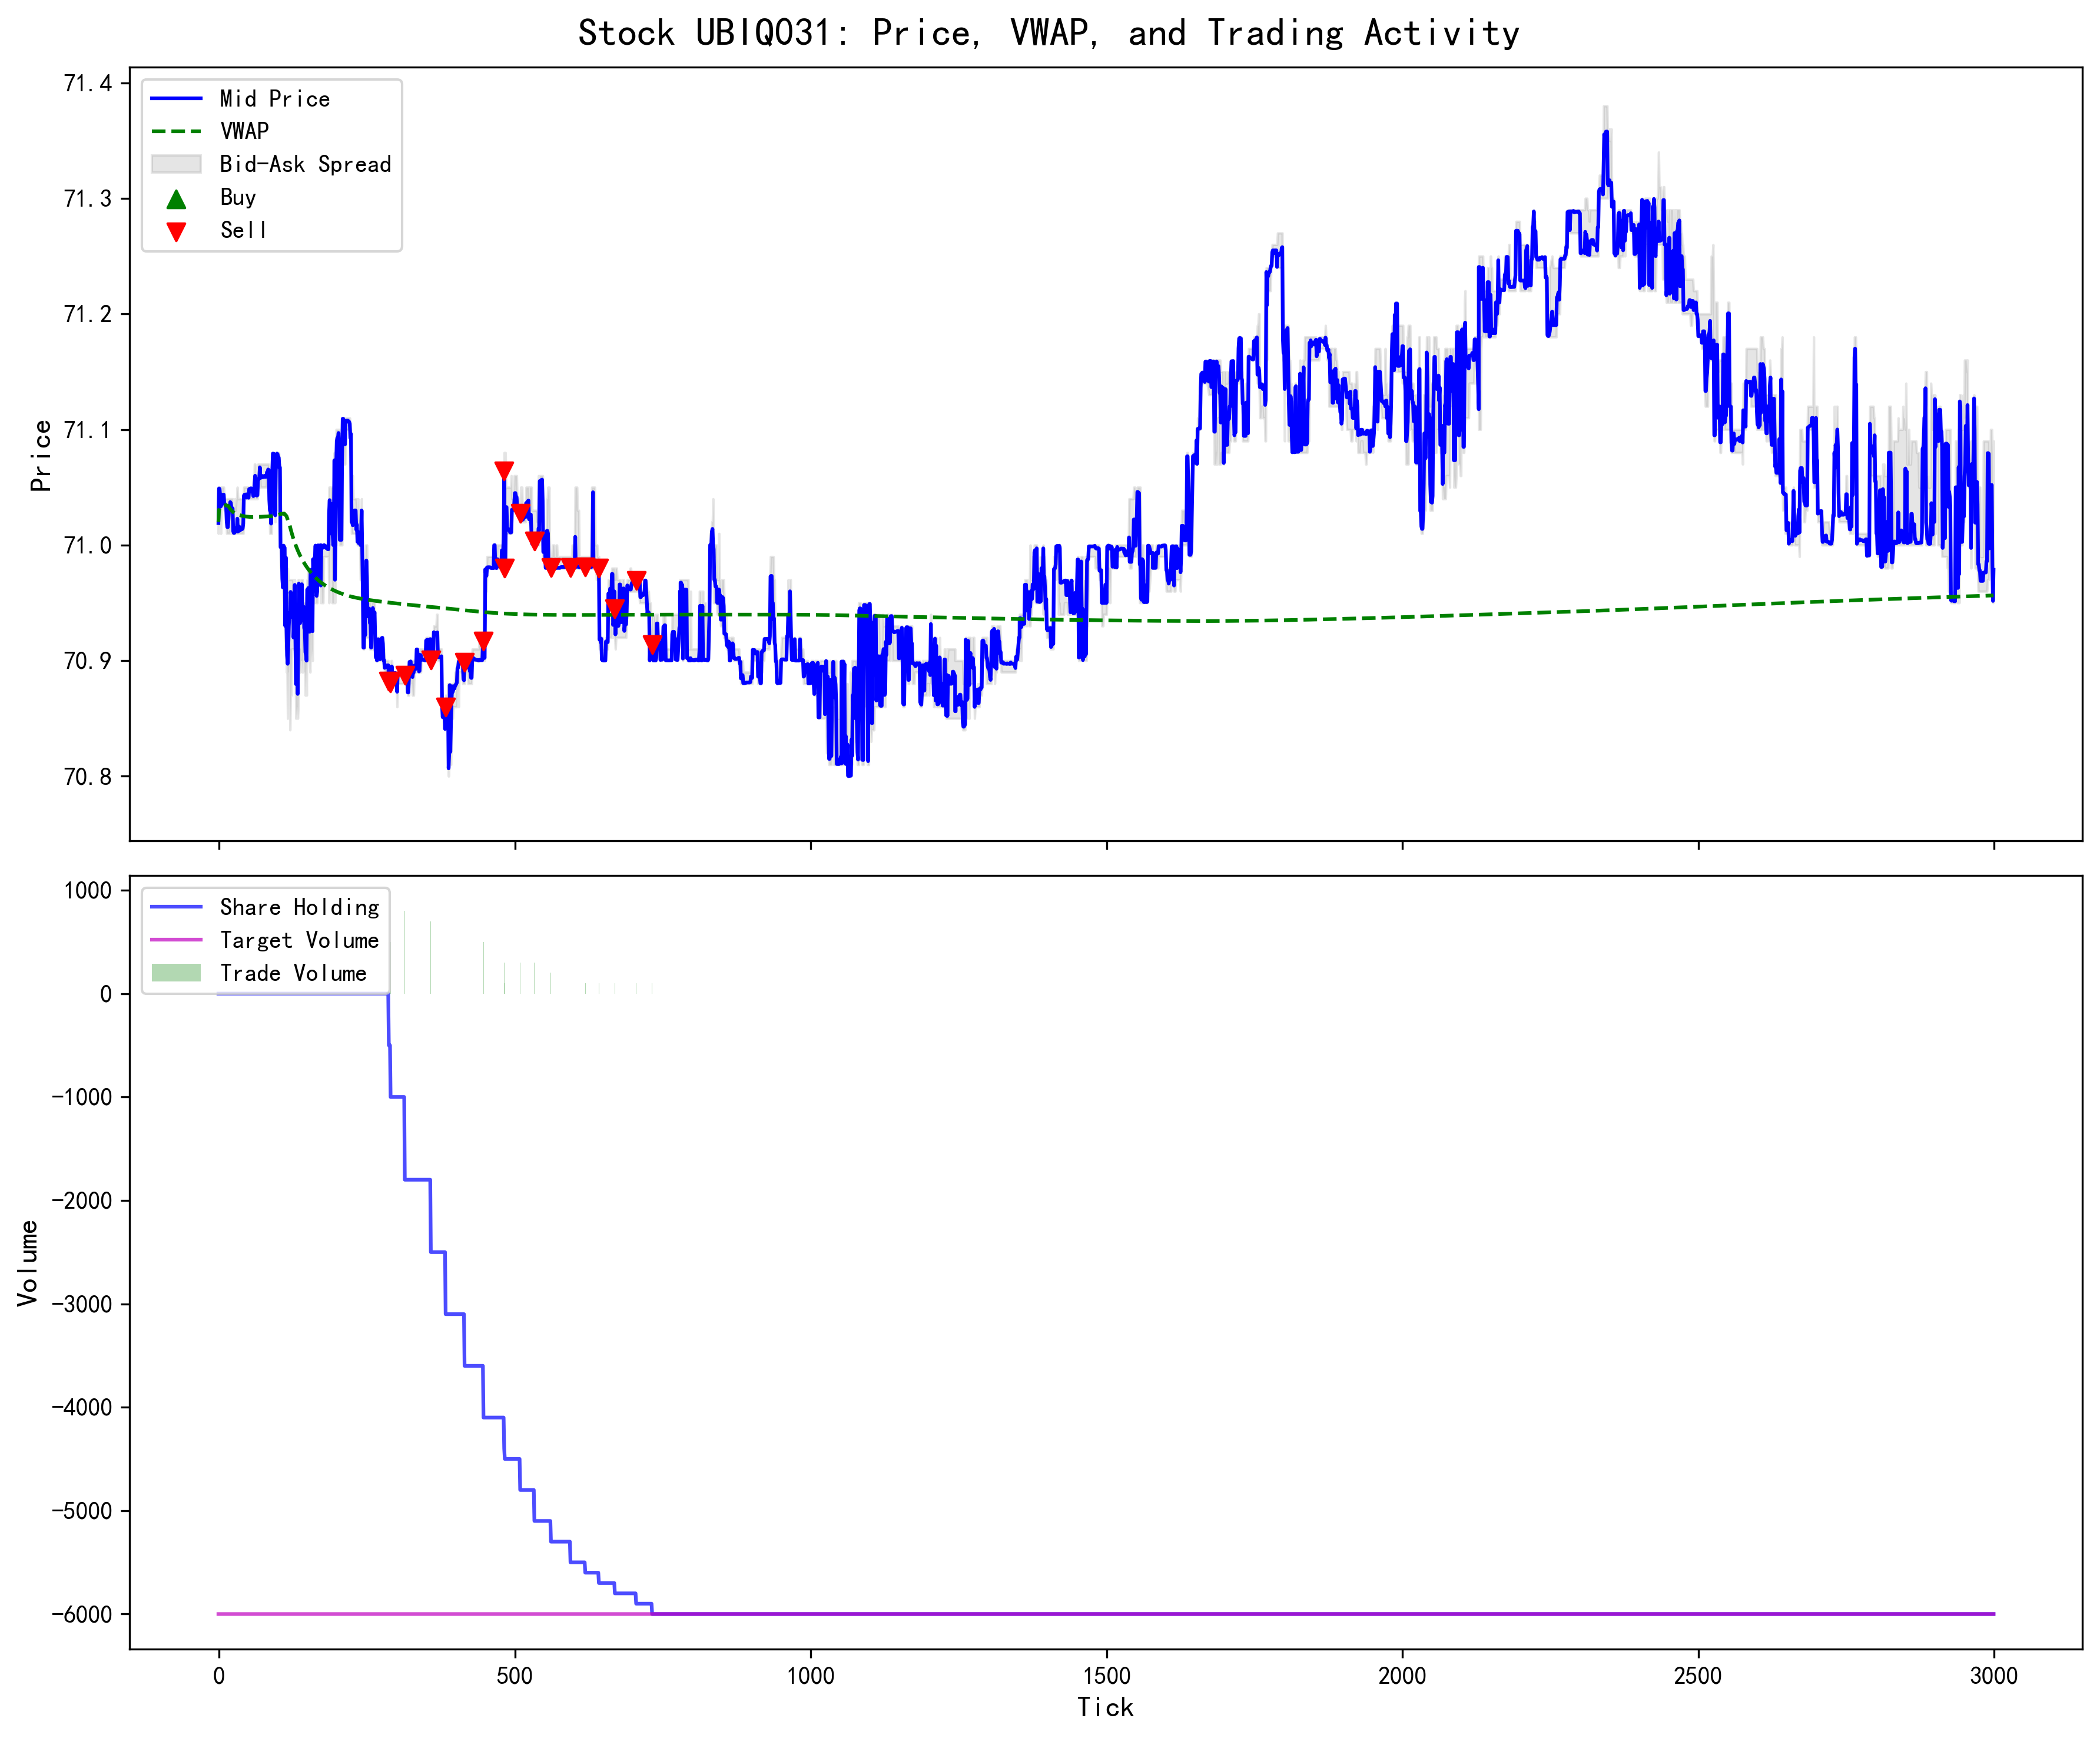 Stock UBIQ031: Price, VWAP, and Trading Activity
71.4
71.3
71.2
71.1
71.0
70.9
70.8
Price
Mid Price
VWAP
Bid-Ask Spread
Buy
Sell
1000
0
-1000
-2000
-3000
-4000
-5000
-6000
Volume
Share Holding
Target Volume
Trade Volume
0
500
1000
1500
2000
2500
3000
Tick